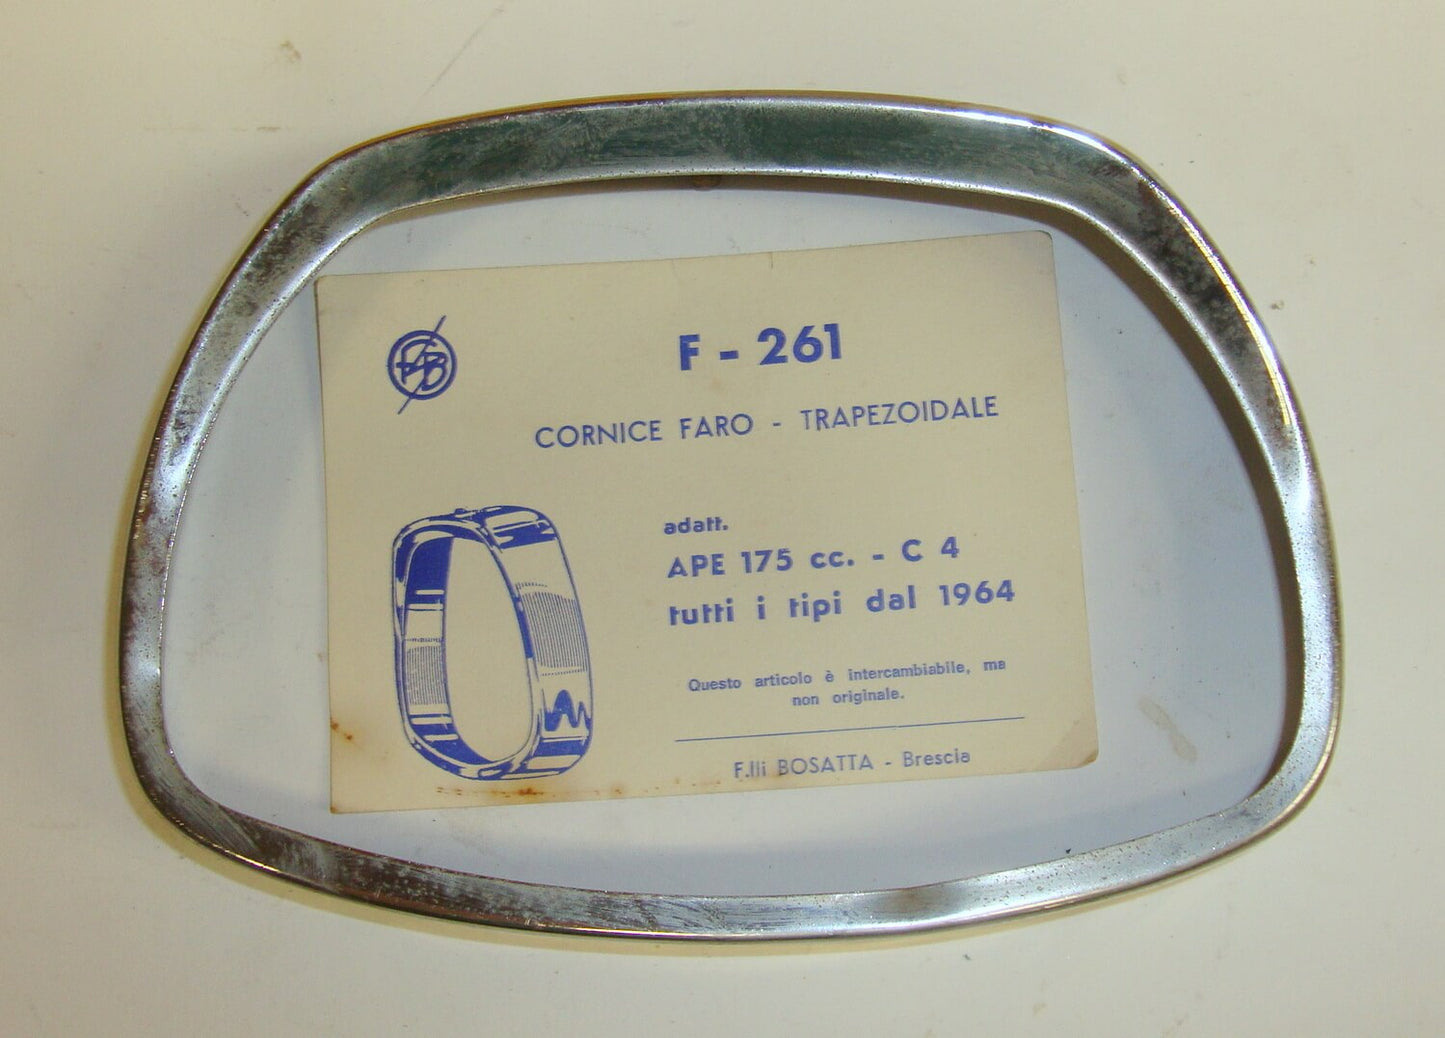 FB
F - 261
CORNICE FARO - TRAPEZOIDALE
adatt.
APE 175 cc. - C 4
tutti i tipi dal 1964
Questo articolo è intercambiabile, ma
non originale.
F.lli BOSATTA - Brescia